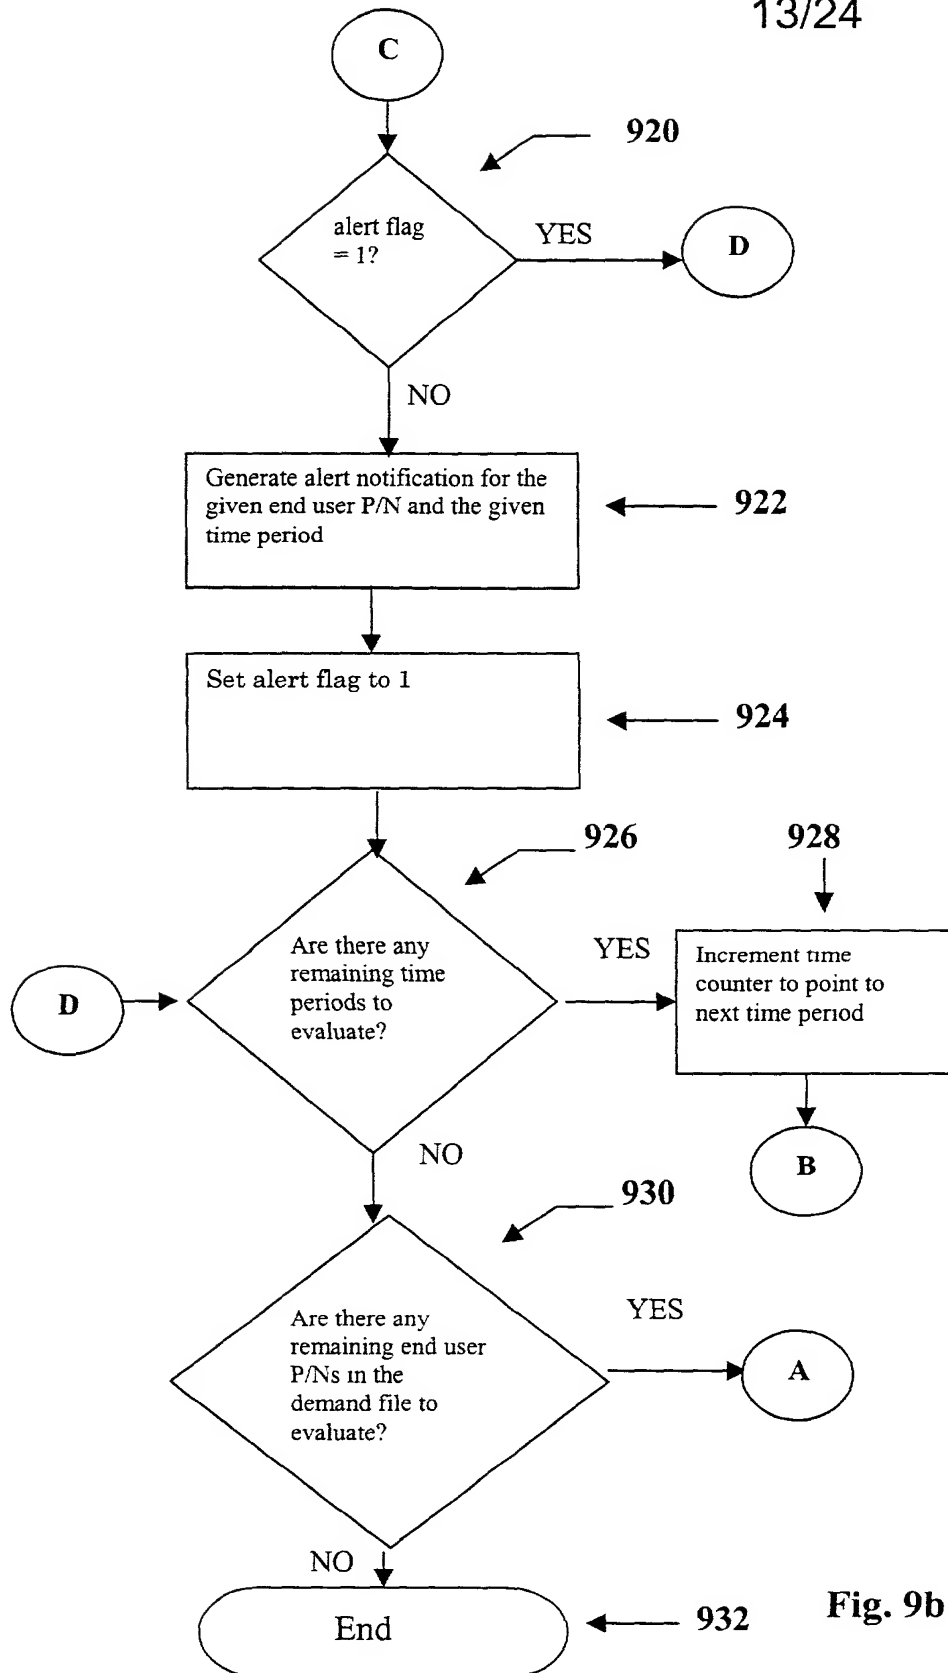 13/24
C
920
alert flag
= 1?
YES
D
NO
Generate alert notification for the
given end user P/N and the given
time period
922
Set alert flag to 1
924
926
928
Are there any
remaining time
periods to
evaluate?
YES
Increment time
counter to point to
next time period
D
B
NO
930
Are there any
remaining end user
P/Ns in the
demand file to
evaluate?
YES
A
NO
End
932
Fig. 9b